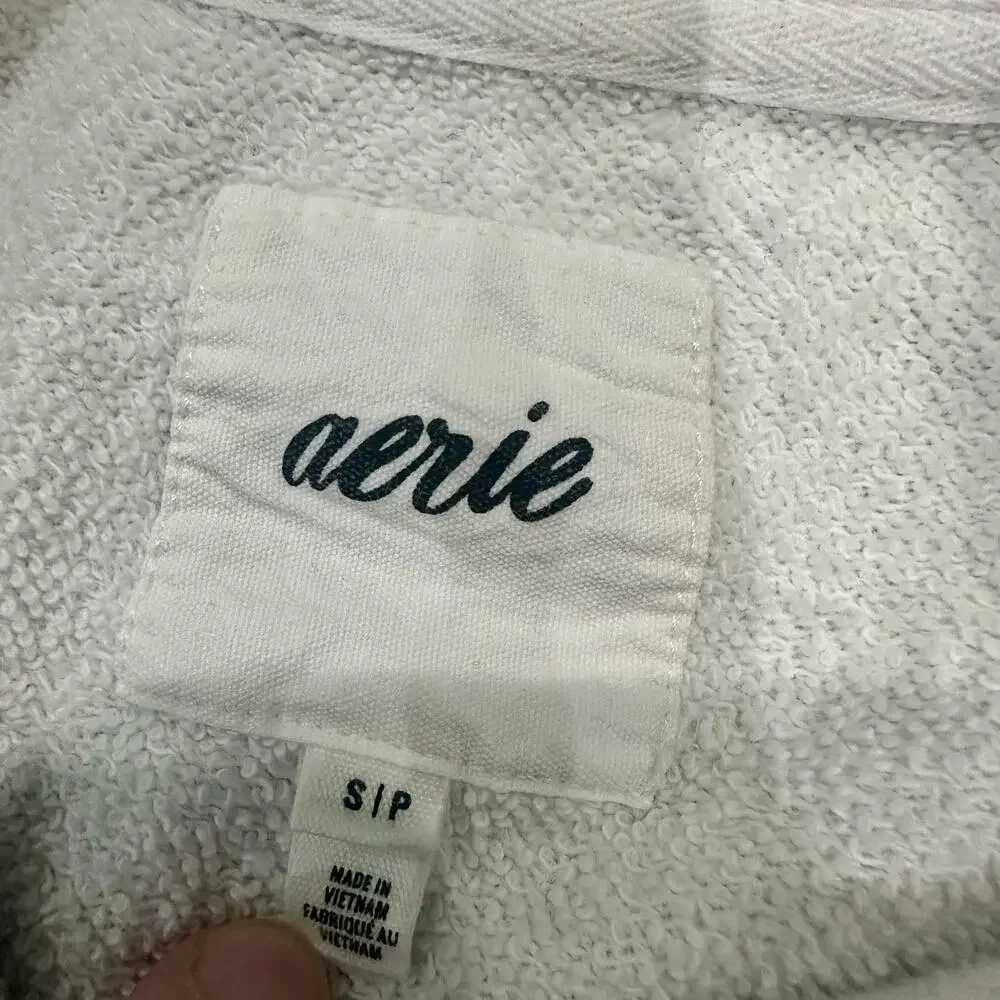 aerie
S|P
MADE IN
VIETNAM
FABRIQUÉ AU
VIETNAM